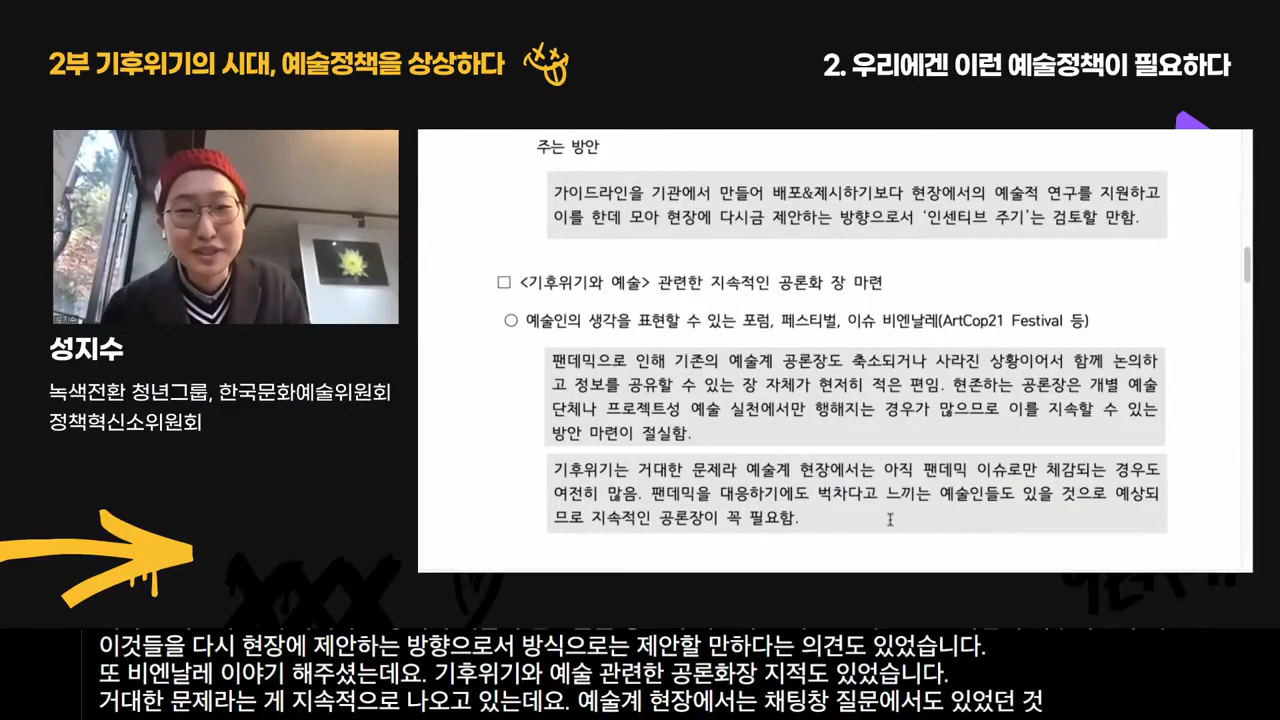 2부 기후위기의 시대, 예술정책을 상상하다
2. 우리에겐 이런 예술정책이 필요하다
성지수
성지수
녹색전환 청년그룹, 한국문화예술위원회
정책혁신소위원회
주는 방안
가이드라인을 기관에서 만들어 배포&제시하기보다 현장에서의 예술적 연구를 지원하고
이를 한데 모아 현장에 다시금 제안하는 방향으로서 ‘인센티브 주기’는 검토할 만함.
□ <기후위기와 예술> 관련한 지속적인 공론화 장 마련
○ 예술인의 생각을 표현할 수 있는 포럼, 페스티벌, 이슈 비엔날레(ArtCop21 Festival 등)
팬데믹으로 인해 기존의 예술계 공론장도 축소되거나 사라진 상황이어서 함께 논의하
고 정보를 공유할 수 있는 장 자체가 현저히 적은 편임. 현존하는 공론장은 개별 예술
단체나 프로젝트성 예술 실천에서만 행해지는 경우가 많으므로 이를 지속할 수 있는
방안 마련이 절실함.
기후위기는 거대한 문제라 예술계 현장에서는 아직 팬데믹 이슈로만 체감되는 경우도
여전히 많음. 팬데믹을 대응하기에도 벅차다고 느끼는 예술인들도 있을 것으로 예상되
므로 지속적인 공론장이 꼭 필요함.
XXX
이것들을 다시 현장에 제안하는 방향으로서 방식으로는 제안할 만하다는 의견도 있었습니다.
또 비엔날레 이야기 해주셨는데요. 기후위기와 예술 관련한 공론화장 지적도 있었습니다.
거대한 문제라는 게 지속적으로 나오고 있는데요. 예술계 현장에서는 채팅창 질문에서도 있었던 것